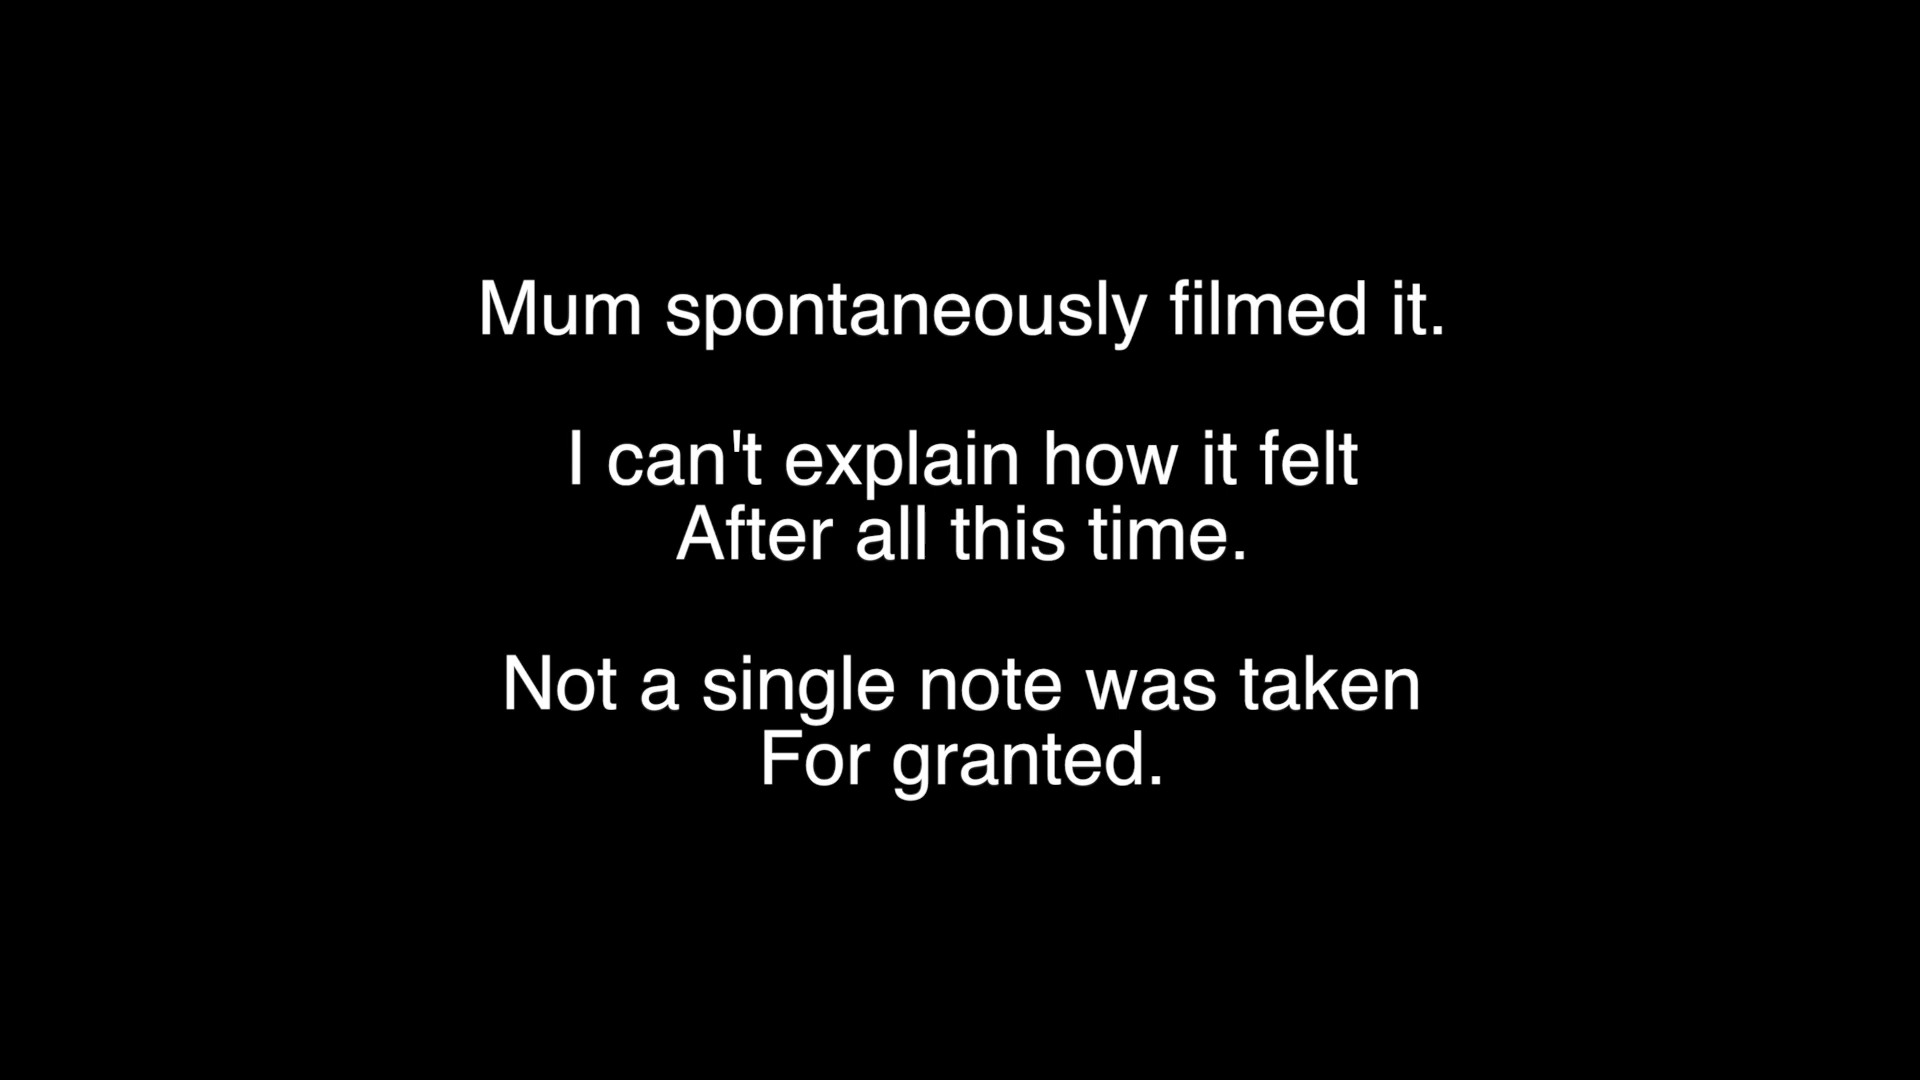 Mum spontaneously filmed it.
I can't explain how it felt
After all this time.
Not a single note was taken
For granted.